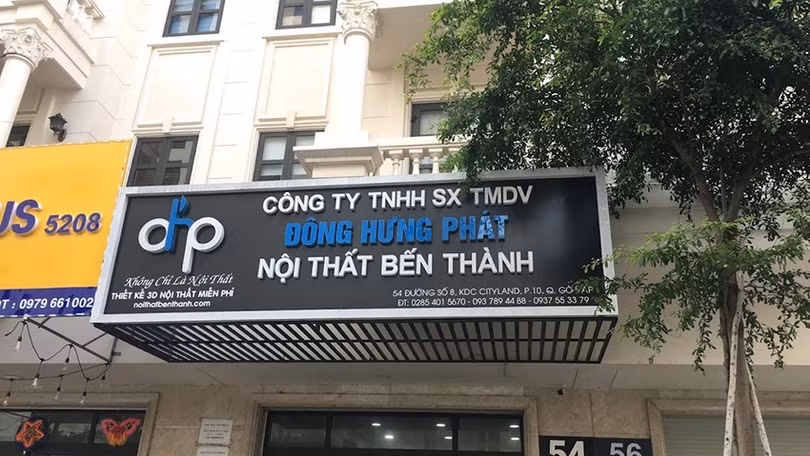 US 5208
ĐT: 0979 661002
dhp
Không Chỉ Là Nội Thất
THIẾT KẾ 3D NỘI THẤT MIỄN PHÍ
noithatbenthanh.com
CÔNG TY TNHH SX TMDV
ĐÔNG HƯNG PHÁT
NỘI THẤT BẾN THÀNH
54 ĐƯỜNG SỐ 8, KDC CITYLAND, P.10, Q. GÒ VẤP
ĐT: 0285 401 5670 - 093 789 44 88 - 0937 55 33 79
54
56